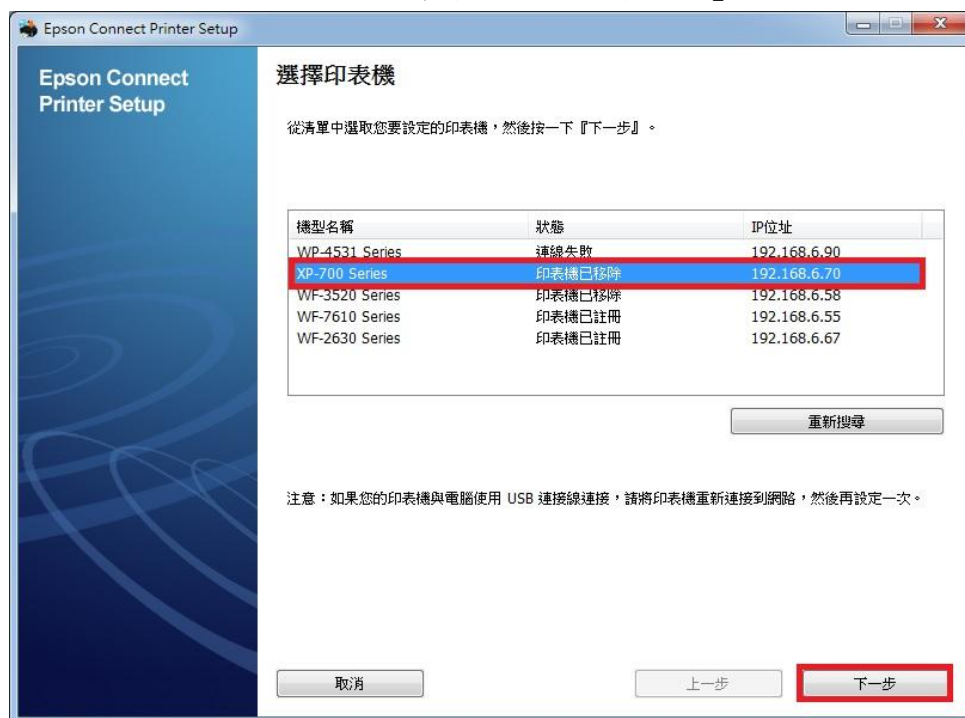 Epson Connect Printer Setup
Epson Connect
Printer Setup
選擇印表機
從清單中選取您要設定的印表機，然後按一下『下一步』。
機型名稱 狀態 IP位址
WP-4531 Series 連線失敗 192.168.6.90
XP-700 Series 印表機已移除 192.168.6.70
WF-3520 Series 印表機已移除 192.168.6.58
WF-7610 Series 印表機已註冊 192.168.6.55
WF-2630 Series 印表機已註冊 192.168.6.67
重新搜尋
注意：如果您的印表機與電腦使用 USB 連接線連接，請將印表機重新連接到網路，然後再設定一次。
取消 上一步 下一步